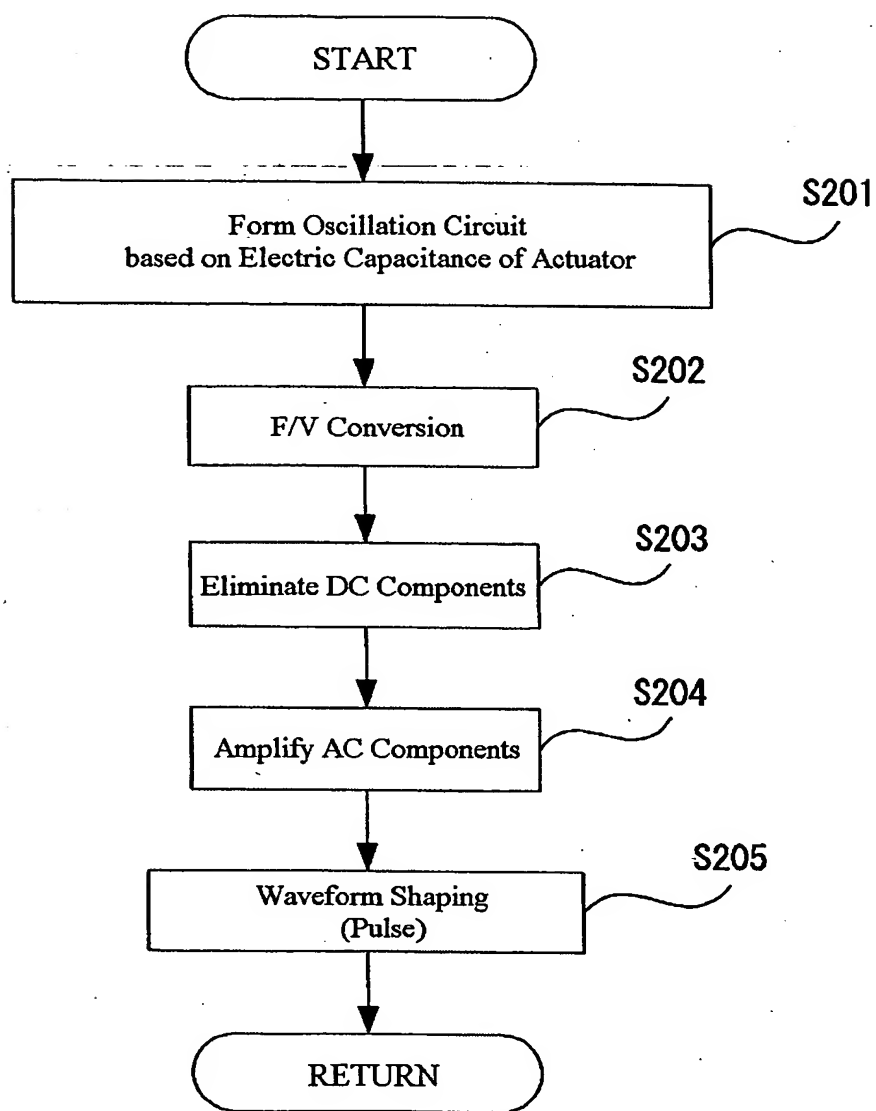 START
S201
Form Oscillation Circuit
based on Electric Capacitance of Actuator
S202
F/V Conversion
S203
Eliminate DC Components
S204
Amplify AC Components
S205
Waveform Shaping
(Pulse)
RETURN